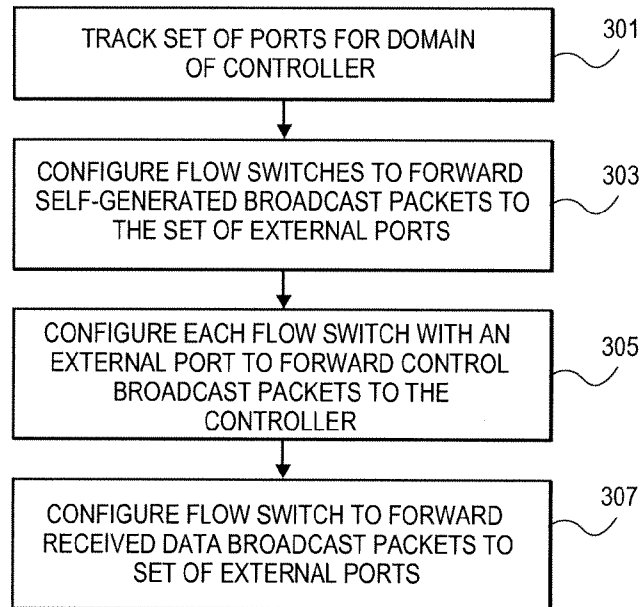 TRACK SET OF PORTS FOR DOMAIN
OF CONTROLLER
301
CONFIGURE FLOW SWITCHES TO FORWARD
SELF-GENERATED BROADCAST PACKETS TO
THE SET OF EXTERNAL PORTS
303
CONFIGURE EACH FLOW SWITCH WITH AN
EXTERNAL PORT TO FORWARD CONTROL
BROADCAST PACKETS TO THE
CONTROLLER
305
CONFIGURE FLOW SWITCH TO FORWARD
RECEIVED DATA BROADCAST PACKETS TO
SET OF EXTERNAL PORTS
307